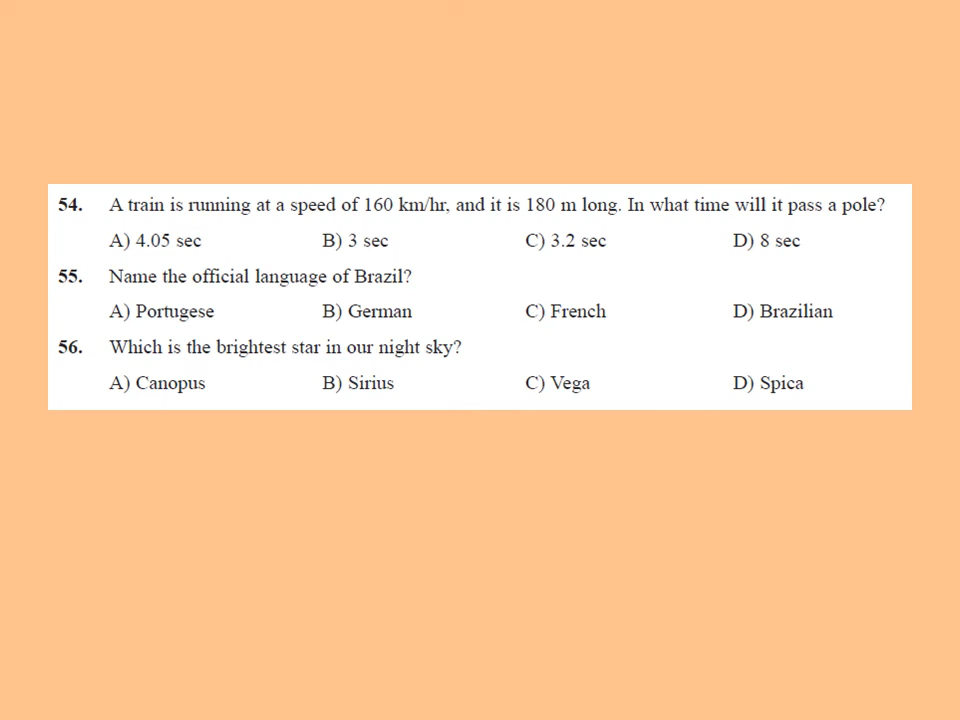 54. A train is running at a speed of 160 km/hr, and it is 180 m long. In what time will it pass a pole?
A) 4.05 sec B) 3 sec C) 3.2 sec D) 8 sec
55. Name the official language of Brazil?
A) Portugese B) German C) French D) Brazilian
56. Which is the brightest star in our night sky?
A) Canopus B) Sirius C) Vega D) Spica